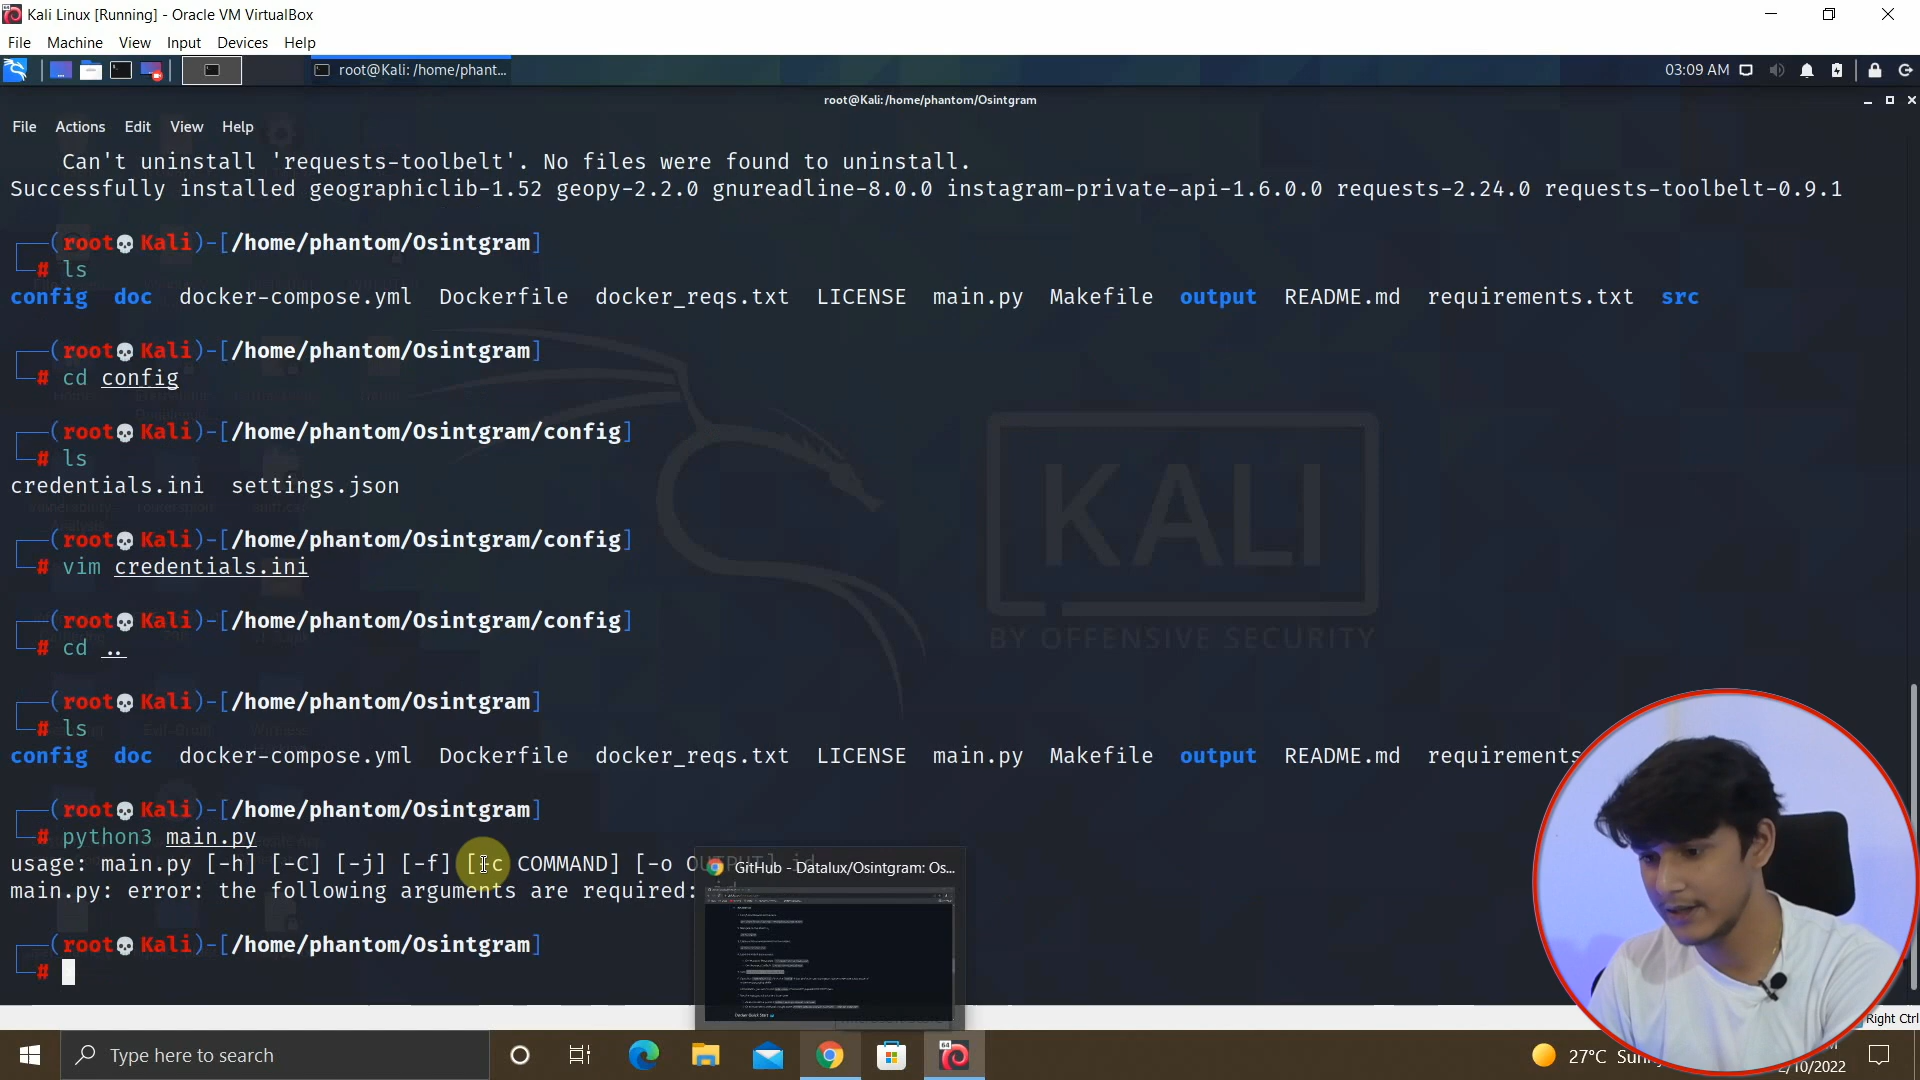 Kali Linux [Running] - Oracle VM VirtualBox
File Machine View Input Devices Help
root@Kali: /home/phant...
03:09 AM
root@Kali:/home/phantom/Osintgram
File Actions Edit View Help
Can't uninstall 'requests-toolbelt'. No files were found to uninstall.
Successfully installed geographiclib-1.52 geopy-2.2.0 gnureadline-8.0.0 instagram-private-api-1.6.0.0 requests-2.24.0 requests-toolbelt-0.9.1
(root💀Kali)-[/home/phantom/Osintgram]
# ls
config doc docker-compose.yml Dockerfile docker_reqs.txt LICENSE main.py Makefile output README.md requirements.txt src
(root💀Kali)-[/home/phantom/Osintgram]
# cd config
(root💀Kali)-[/home/phantom/Osintgram/config]
# ls
credentials.ini settings.json
(root💀Kali)-[/home/phantom/Osintgram/config]
# vim credentials.ini
(root💀Kali)-[/home/phantom/Osintgram/config]
# cd ..
(root💀Kali)-[/home/phantom/Osintgram]
# ls
config doc docker-compose.yml Dockerfile docker_reqs.txt LICENSE main.py Makefile output README.md requirements
(root💀Kali)-[/home/phantom/Osintgram]
# python3 main.py
usage: main.py [-h] [-C] [-j] [-f] [-c COMMAND] [-o OUTPUT] id
main.py: error: the following arguments are required:
(root💀Kali)-[/home/phantom/Osintgram]
#
KALI
BY OFFENSIVE SECURITY
GitHub - Datalux/Osintgram: Os...
Right Ctrl
Type here to search
27°C
2/10/2022